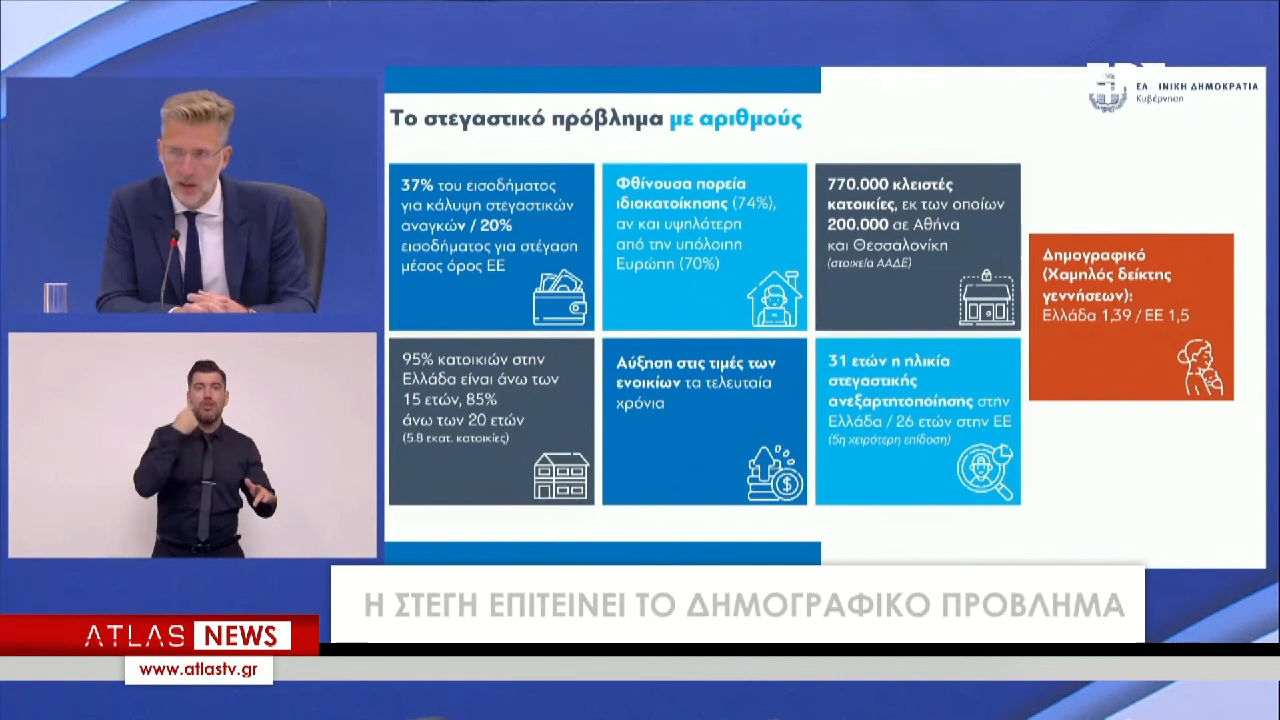 ΕΛ ΝΙΚΗ ΔΗΜΟΚΡΑΤΙΑ
Κυβέρνηση
Το στεγαστικό πρόβλημα με αριθμούς
37% του εισοδήματος
για κάλυψη στεγαστικών
αναγκών / 20%
εισοδήματος για στέγαση
μέσος όρος ΕΕ
Φθίνουσα πορεία
ιδιοκατοίκησης (74%),
αν και υψηλότερη
από την υπόλοιπη
Ευρώπη (70%)
770.000 κλειστές
κατοικίες, εκ των οποίων
200.000 σε Αθήνα
και Θεσσαλονίκη
(στοιχεία ΑΑΔΕ)
Δημογραφικό
(Χαμηλός δείκτης
γεννήσεων):
Ελλάδα 1,39 / ΕΕ 1,5
95% κατοικιών στην
Ελλάδα είναι άνω των
15 ετών, 85%
άνω των 20 ετών
(5.8 εκατ. κατοικίες)
Αύξηση στις τιμές των
ενοικίων τα τελευταία
χρόνια
31 ετών η ηλικία
στεγαστικής
ανεξαρτητοποίησης στην
Ελλάδα / 26 ετών στην ΕΕ
(5η χειρότερη επίδοση)
Η ΣΤΕΓΗ ΕΠΙΤΕΙΝΕΙ ΤΟ ΔΗΜΟΓΡΑΦΙΚΟ ΠΡΟΒΛΗΜΑ
ATLAS NEWS
www.atlastv.gr